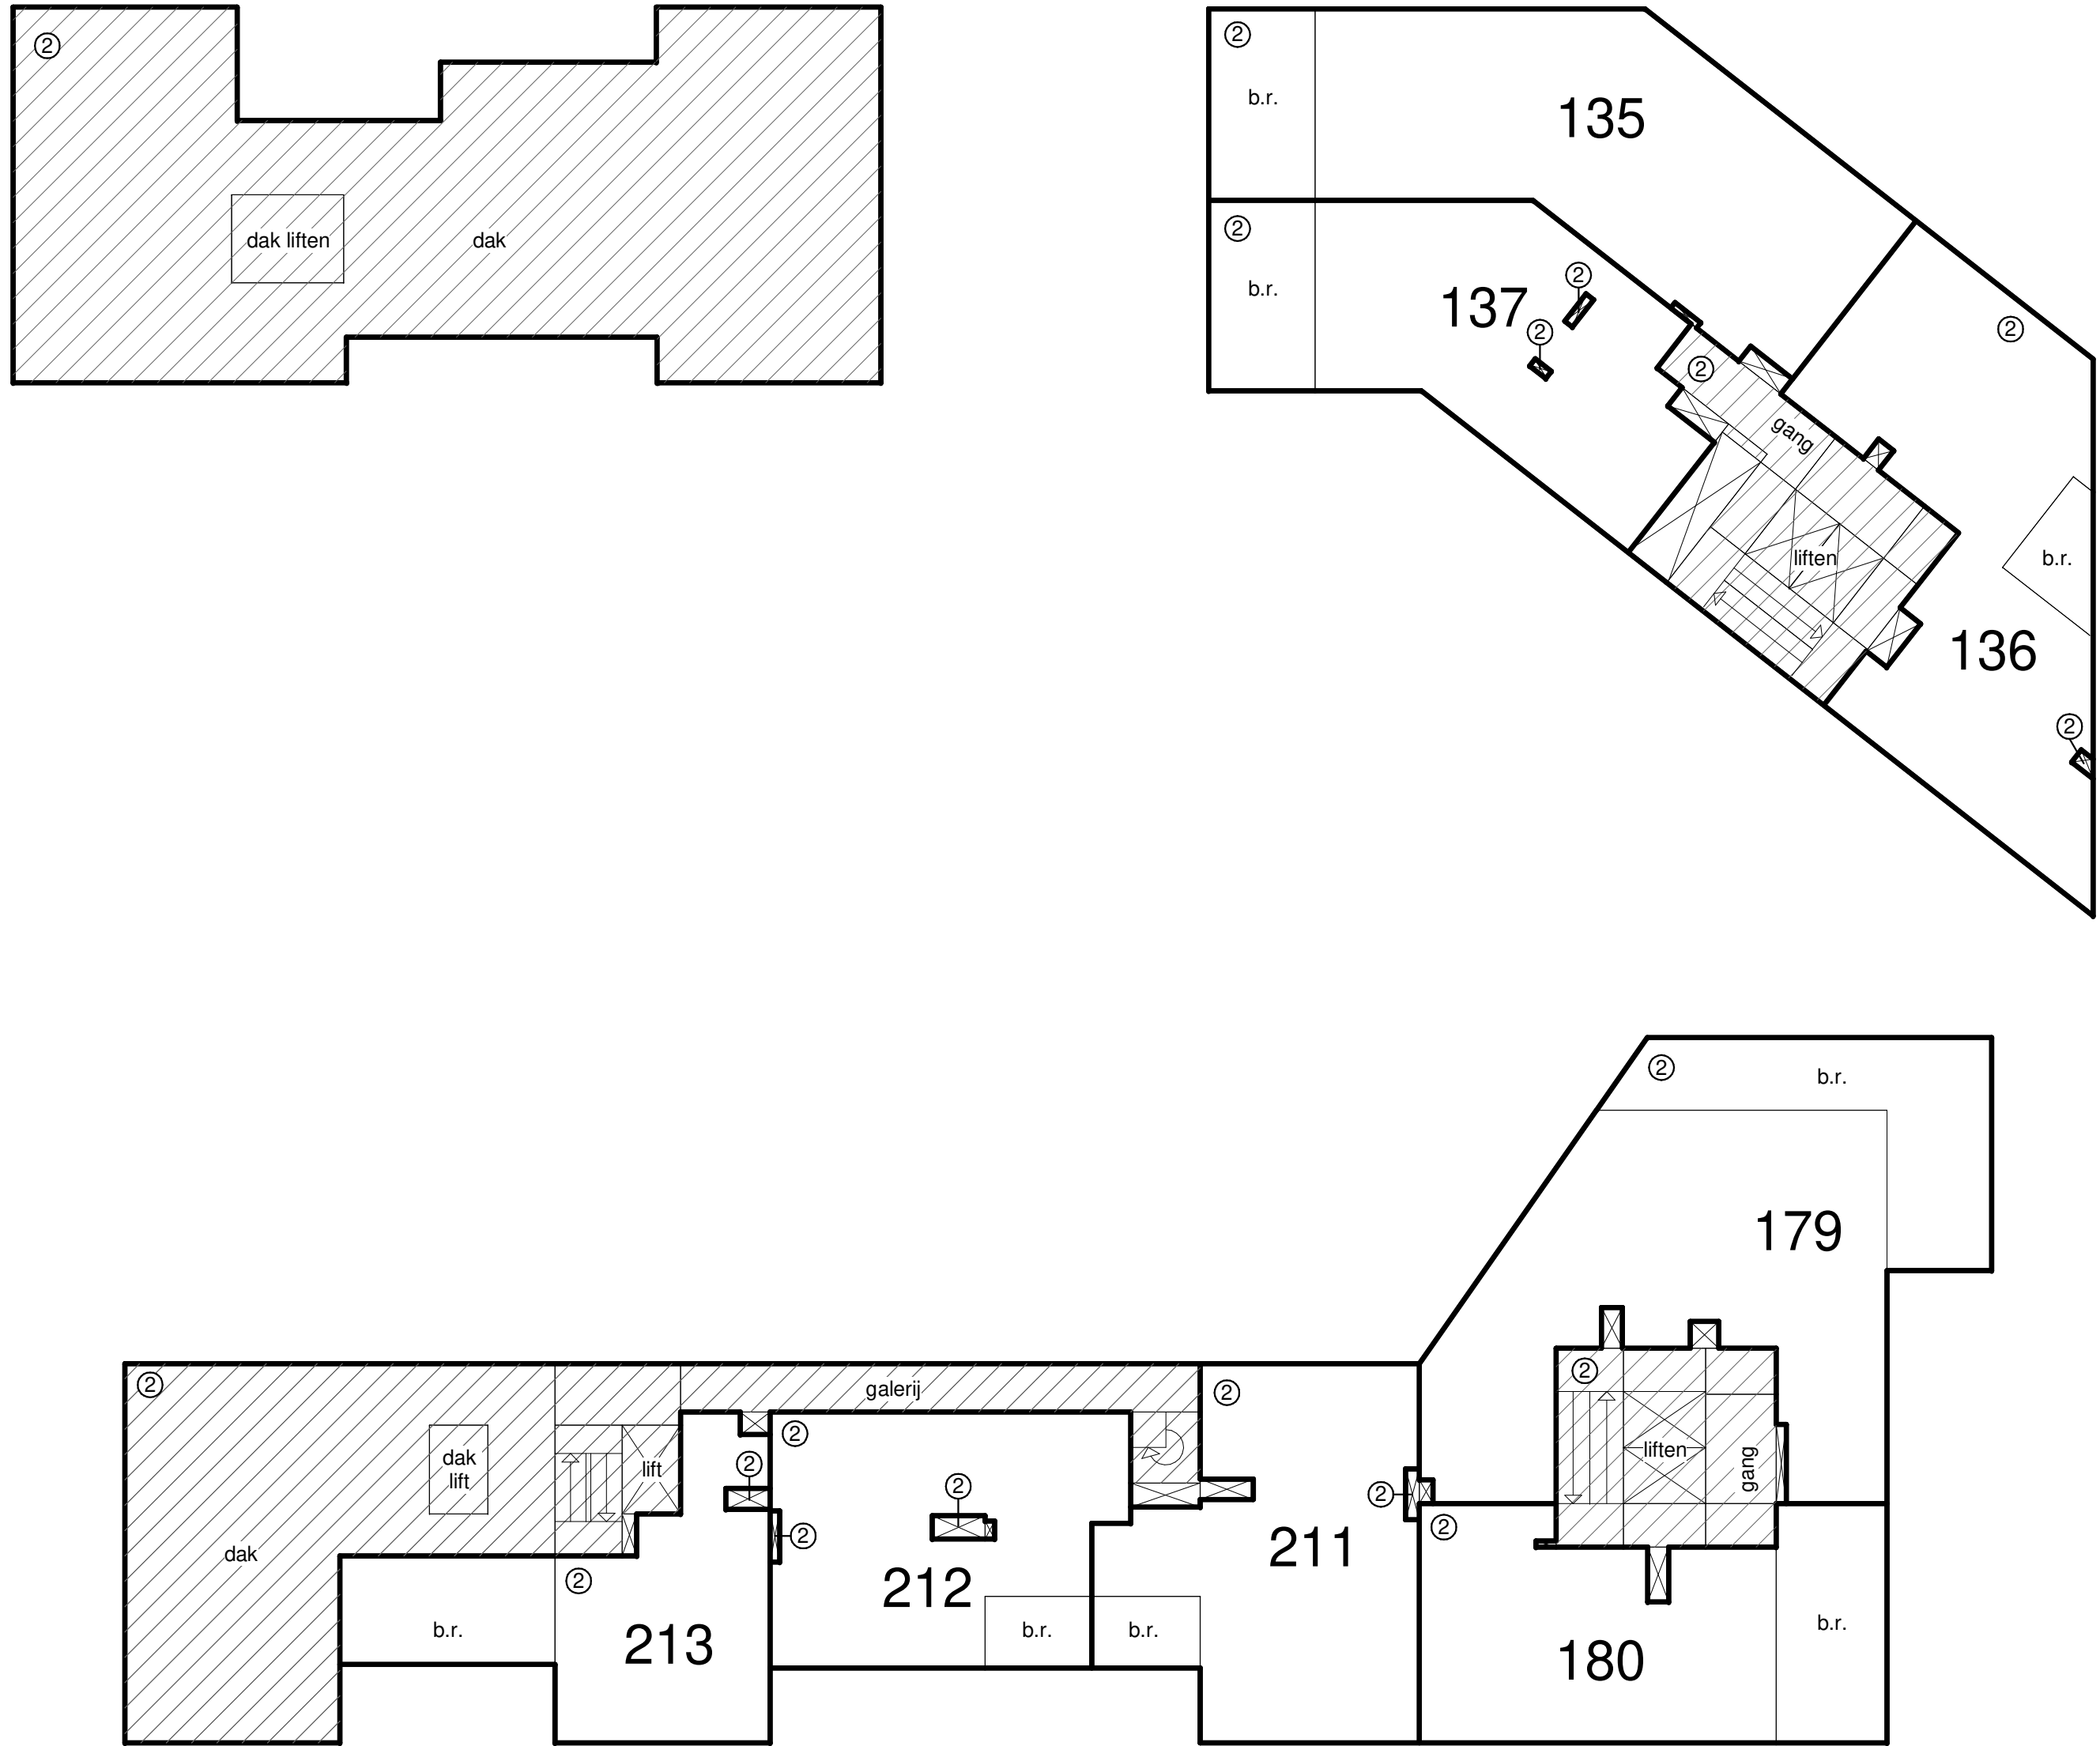 2
dak liften
dak
2
b.r.
135
2
b.r.
137
2
2
2
gang
liften
2
b.r.
136
2
2
b.r.
179
2
liften
gang
2
galerij
dak
lift
lift
dak
2
b.r.
213
2
2
2
2
212
b.r.
2
b.r.
211
2
2
180
b.r.